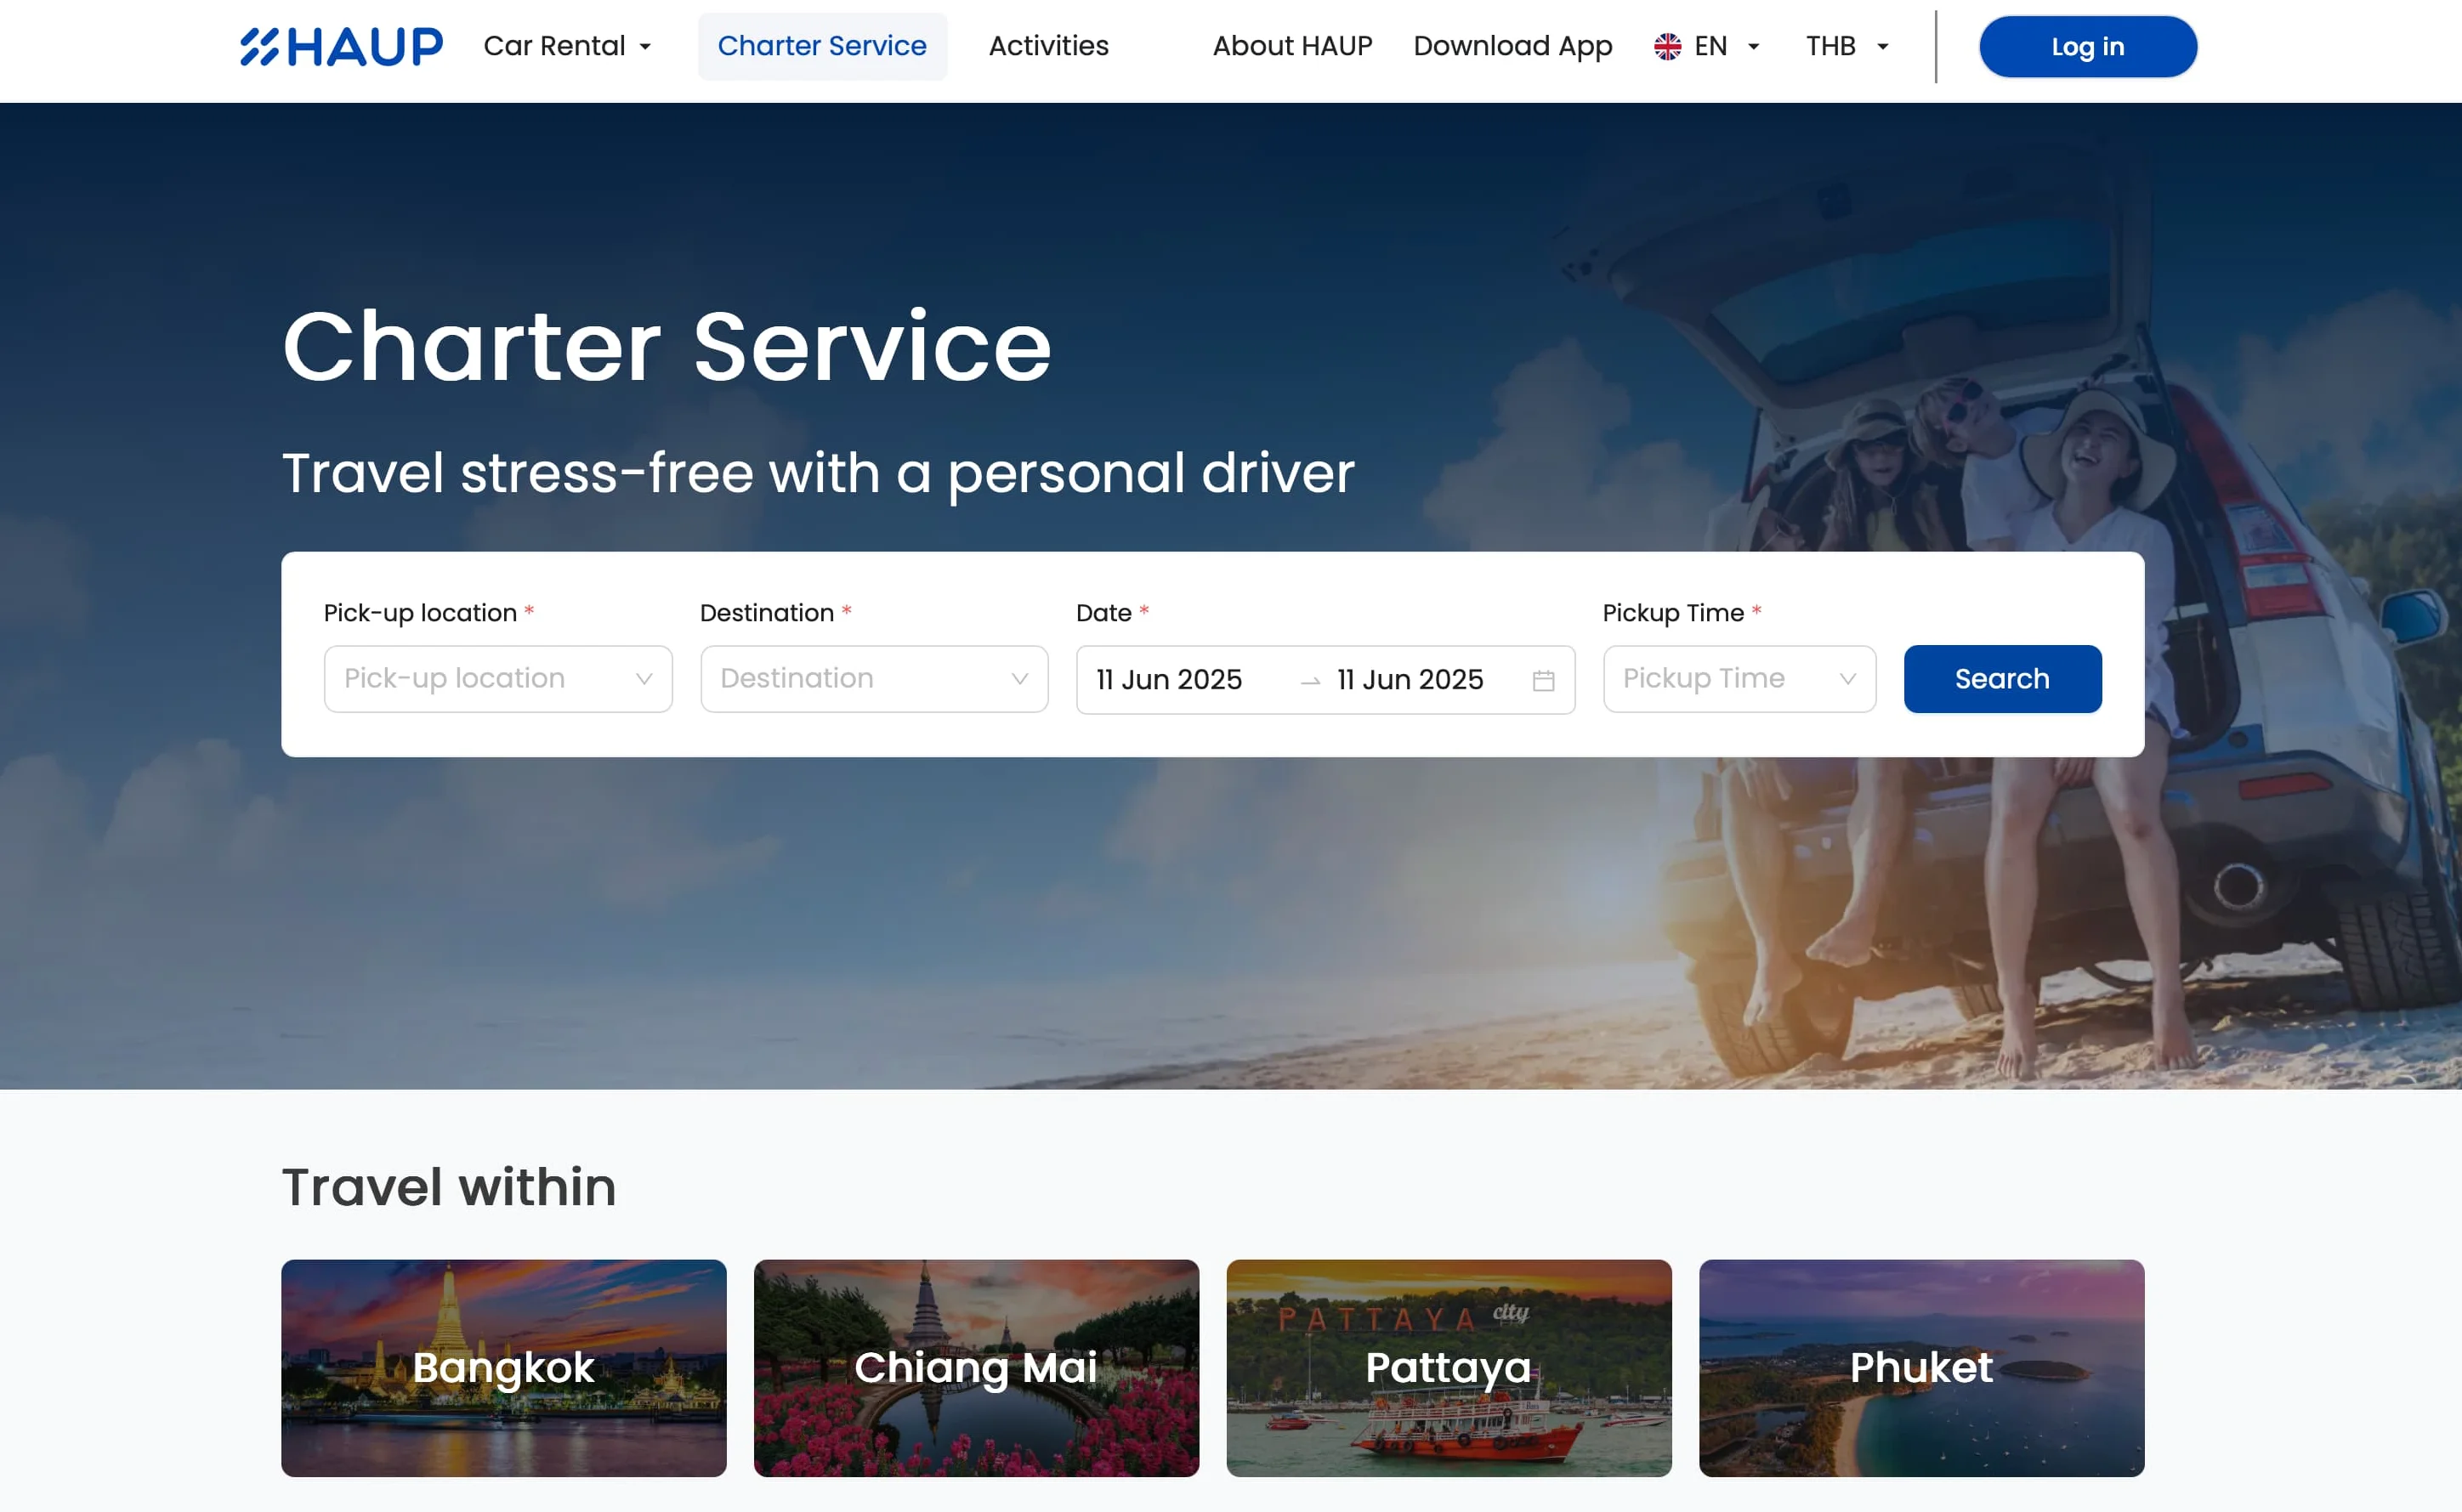 HAUP
Car Rental
Charter Service
Activities
About HAUP
Download App
EN
THB
Log in
Charter Service
Travel stress-free with a personal driver
Pick-up location *
Destination *
Date *
Pickup Time *
Pick-up location
Destination
11 Jun 2025
11 Jun 2025
Pickup Time
Search
Travel within
PATTAYA city
Bangkok
Chiang Mai
Pattaya
Phuket